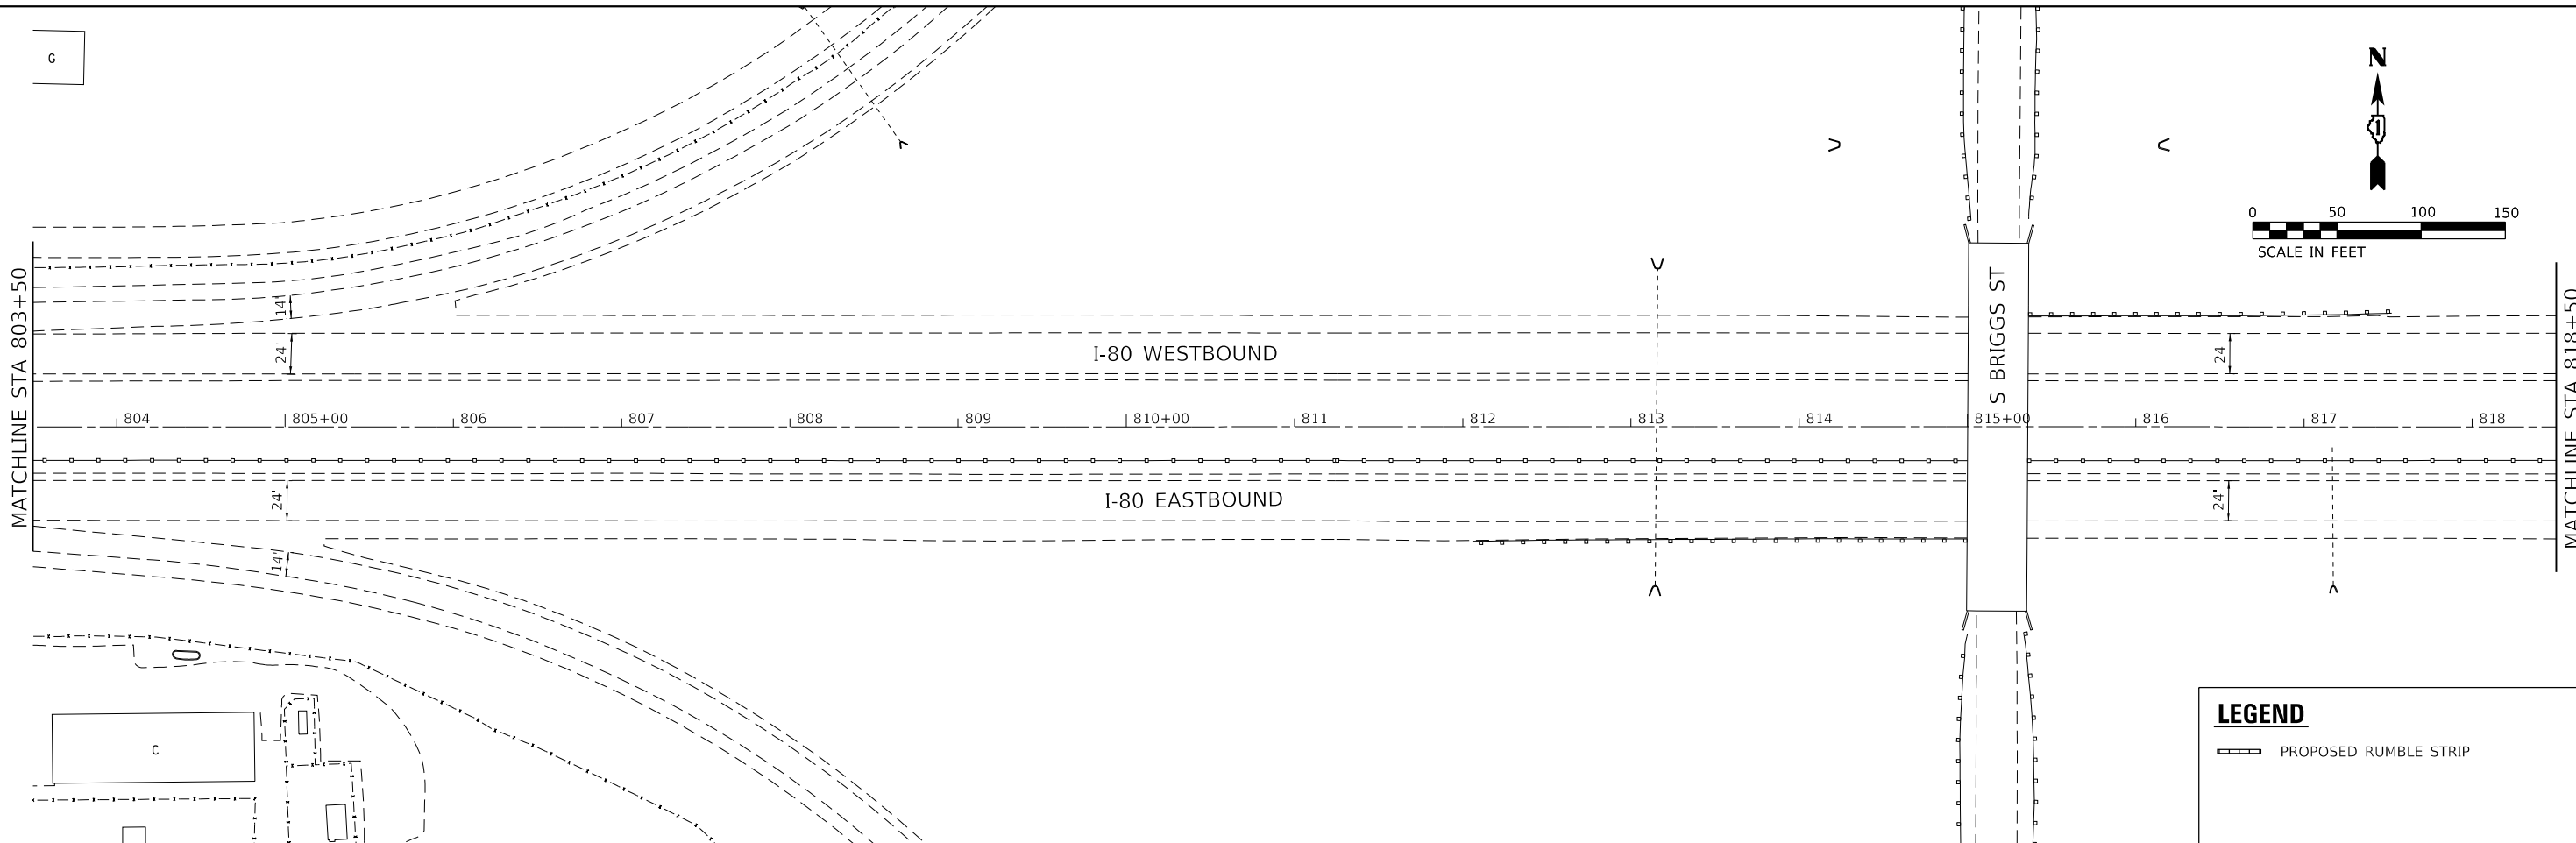 G
N
1
0 50 100 150
SCALE IN FEET
MATCHLINE STA 803+50
S BRIGGS ST
MATCHLINE STA 818+50
14'
24'
I-80 WESTBOUND
24'
804 805+00 806 807 808 809 810+00 811 812 813 814 815+00 816 817 818
24'
I-80 EASTBOUND
24'
14'
C
LEGEND
PROPOSED RUMBLE STRIP